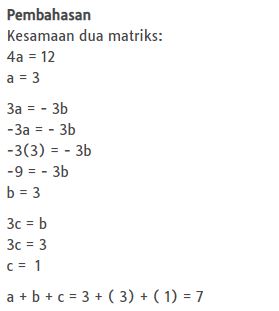 Pembahasan
Kesamaan dua matriks:
4a = 12
a = 3
3a = - 3b
-3a = - 3b
-3(3) = - 3b
-9 = - 3b
b = 3
3c = b
3c = 3
c = 1
a + b + c = 3 + ( 3) + ( 1) = 7